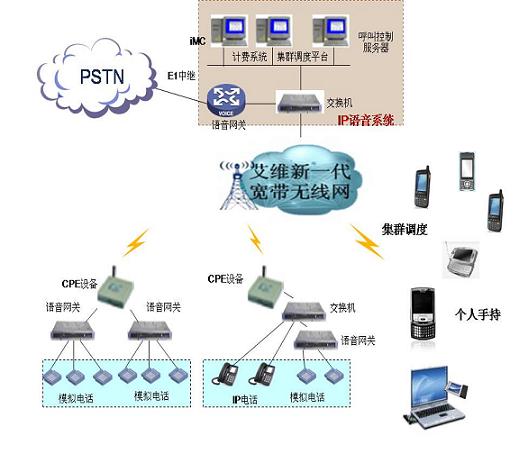 iMC
呼叫控制
服务器
计费系统
集群调度平台
PSTN
E1中继
VOICE
语音网关
交换机
IP语音系统
艾维新一代
宽带无线网
集群调度
CPE设备
语音网关
语音网关
模拟电话
模拟电话
CPE设备
交换机
语音网关
IP电话
模拟电话
个人手持